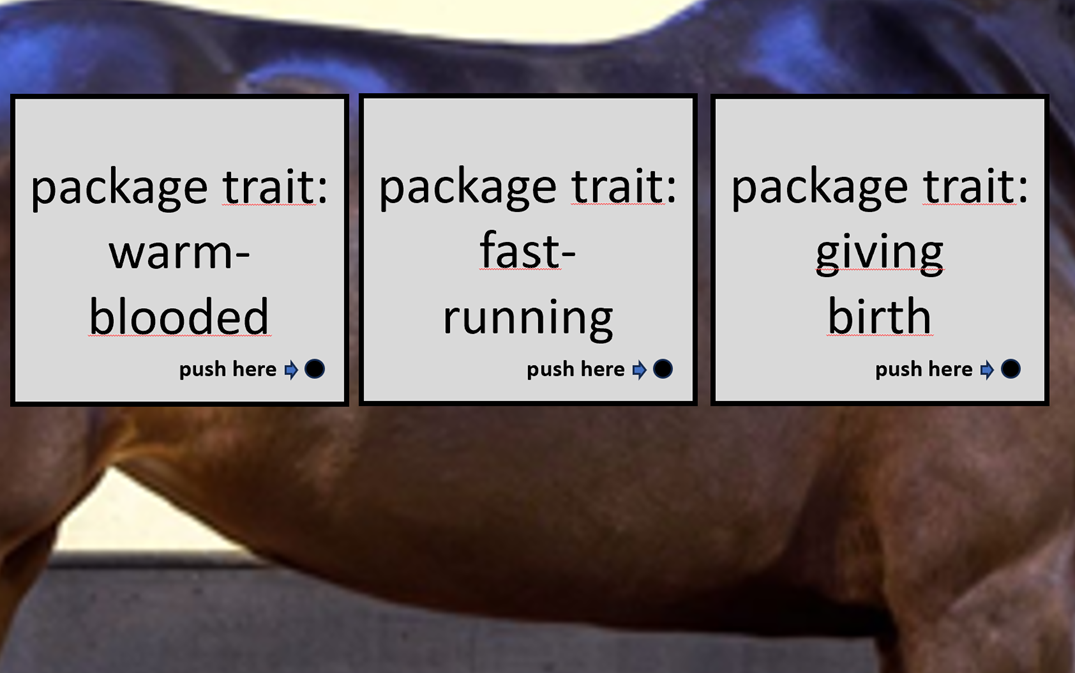 package trait:
warm-
blooded
push here
package trait:
fast-
running
push here
package trait:
giving
birth
push here